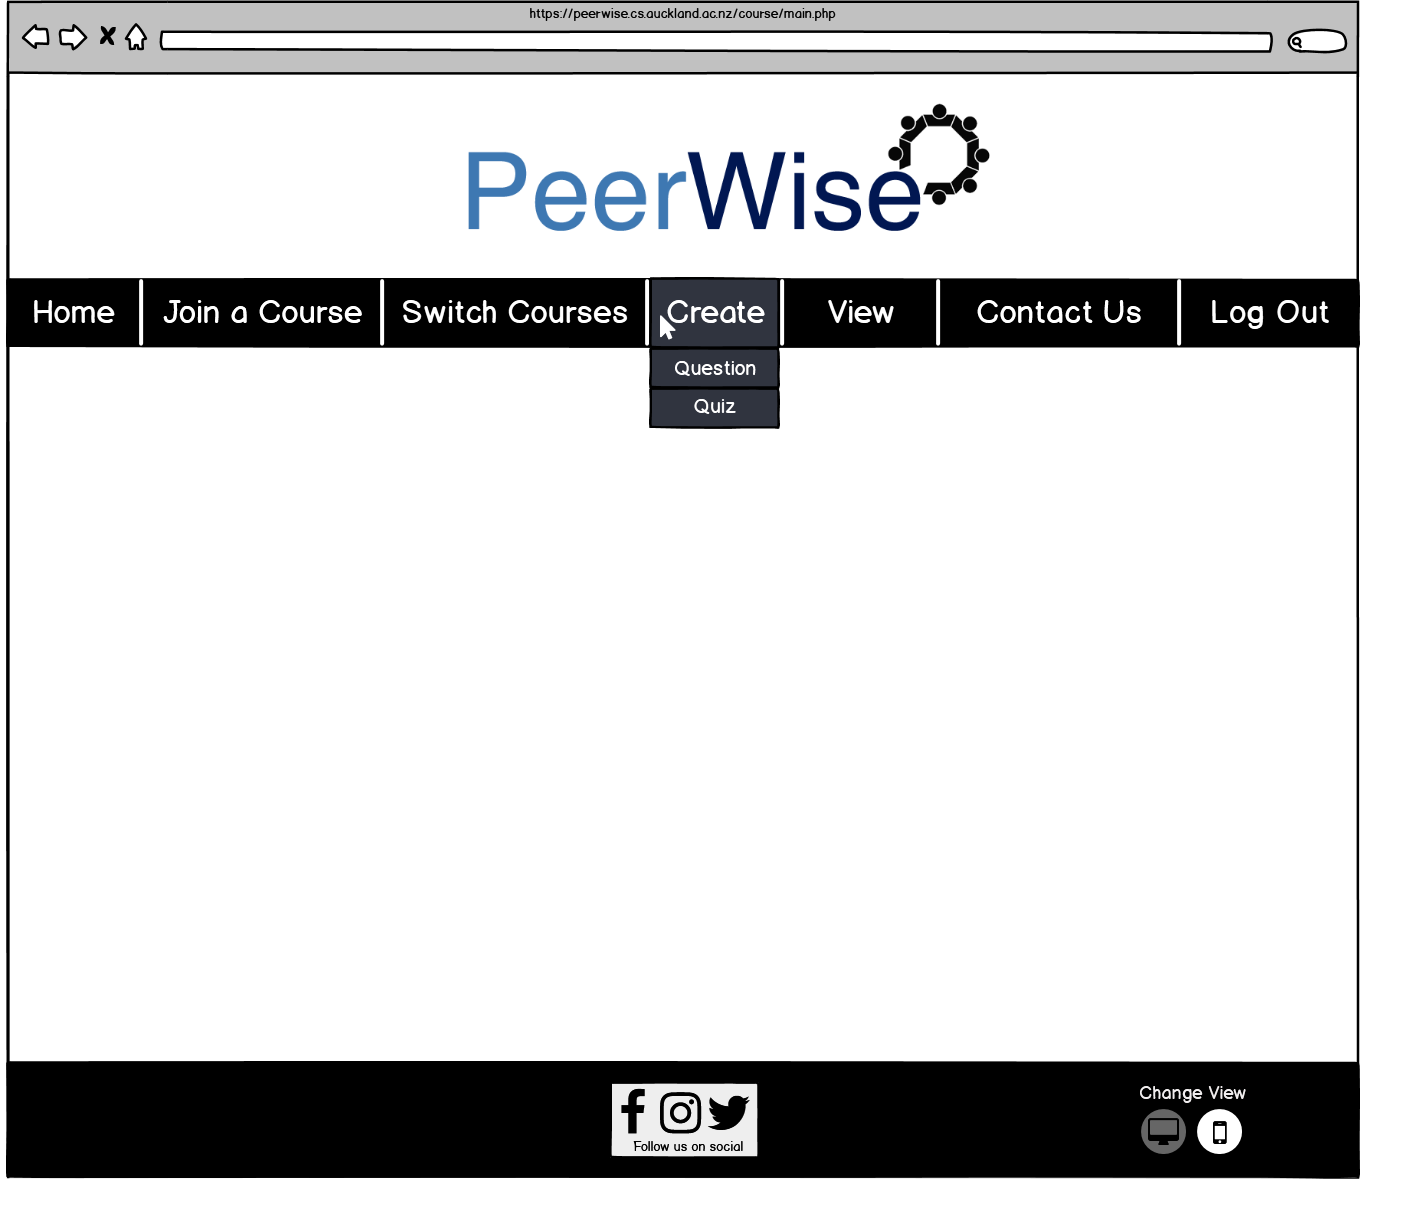 https://peerwise.cs.auckland.ac.nz/course/main.php
PeerWise
Home
Join a Course
Switch Courses
Create
View
Contact Us
Log Out
Question
Quiz
Follow us on social
Change View